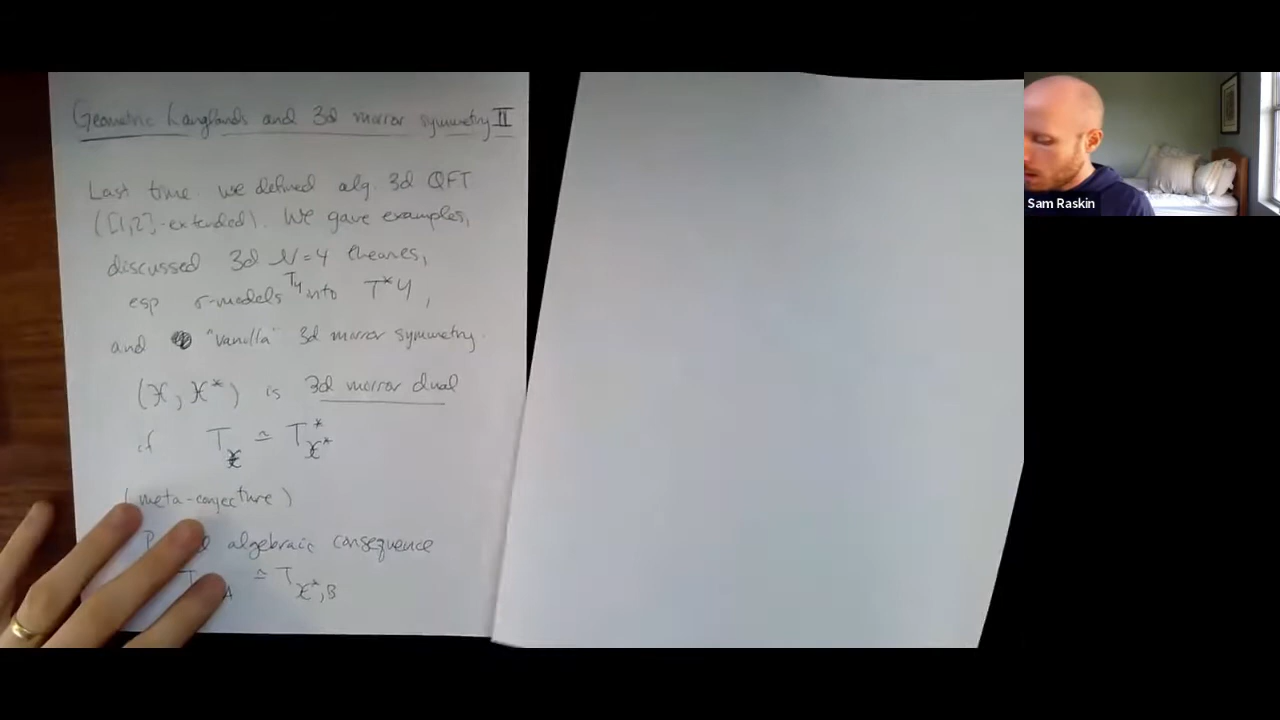 Geometric Langlands and 3d mirror symmetry II
Last time we defined alg. 3d QFT
([1,2]-extended). We gave examples,
discussed 3d N=4 theories,
esp σ-models T_Y into T*Y,
and "vanilla" 3d mirror symmetry.
(X, X*) is 3d mirror dual
if T_X ≃ T*_X*
(meta-conjecture)
algebraic consequence
≃ T_X*,B
Sam Raskin